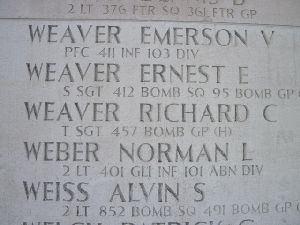 2 LT 376 FTR SQ 361 FTR GP
WEAVER EMERSON V
PFC 411 INF 103 DIV
WEAVER ERNEST E
S SGT 412 BOMB SQ 95 BOMB GP
WEAVER RICHARD C
T SGT 457 BOMB GP (H)
WEBER NORMAN L
2 LT 401 GLI INF 101 ABN DIV
WEISS ALVIN S
2 LT 852 BOMB SQ 491 BOMB GP
WELCH PATRICK